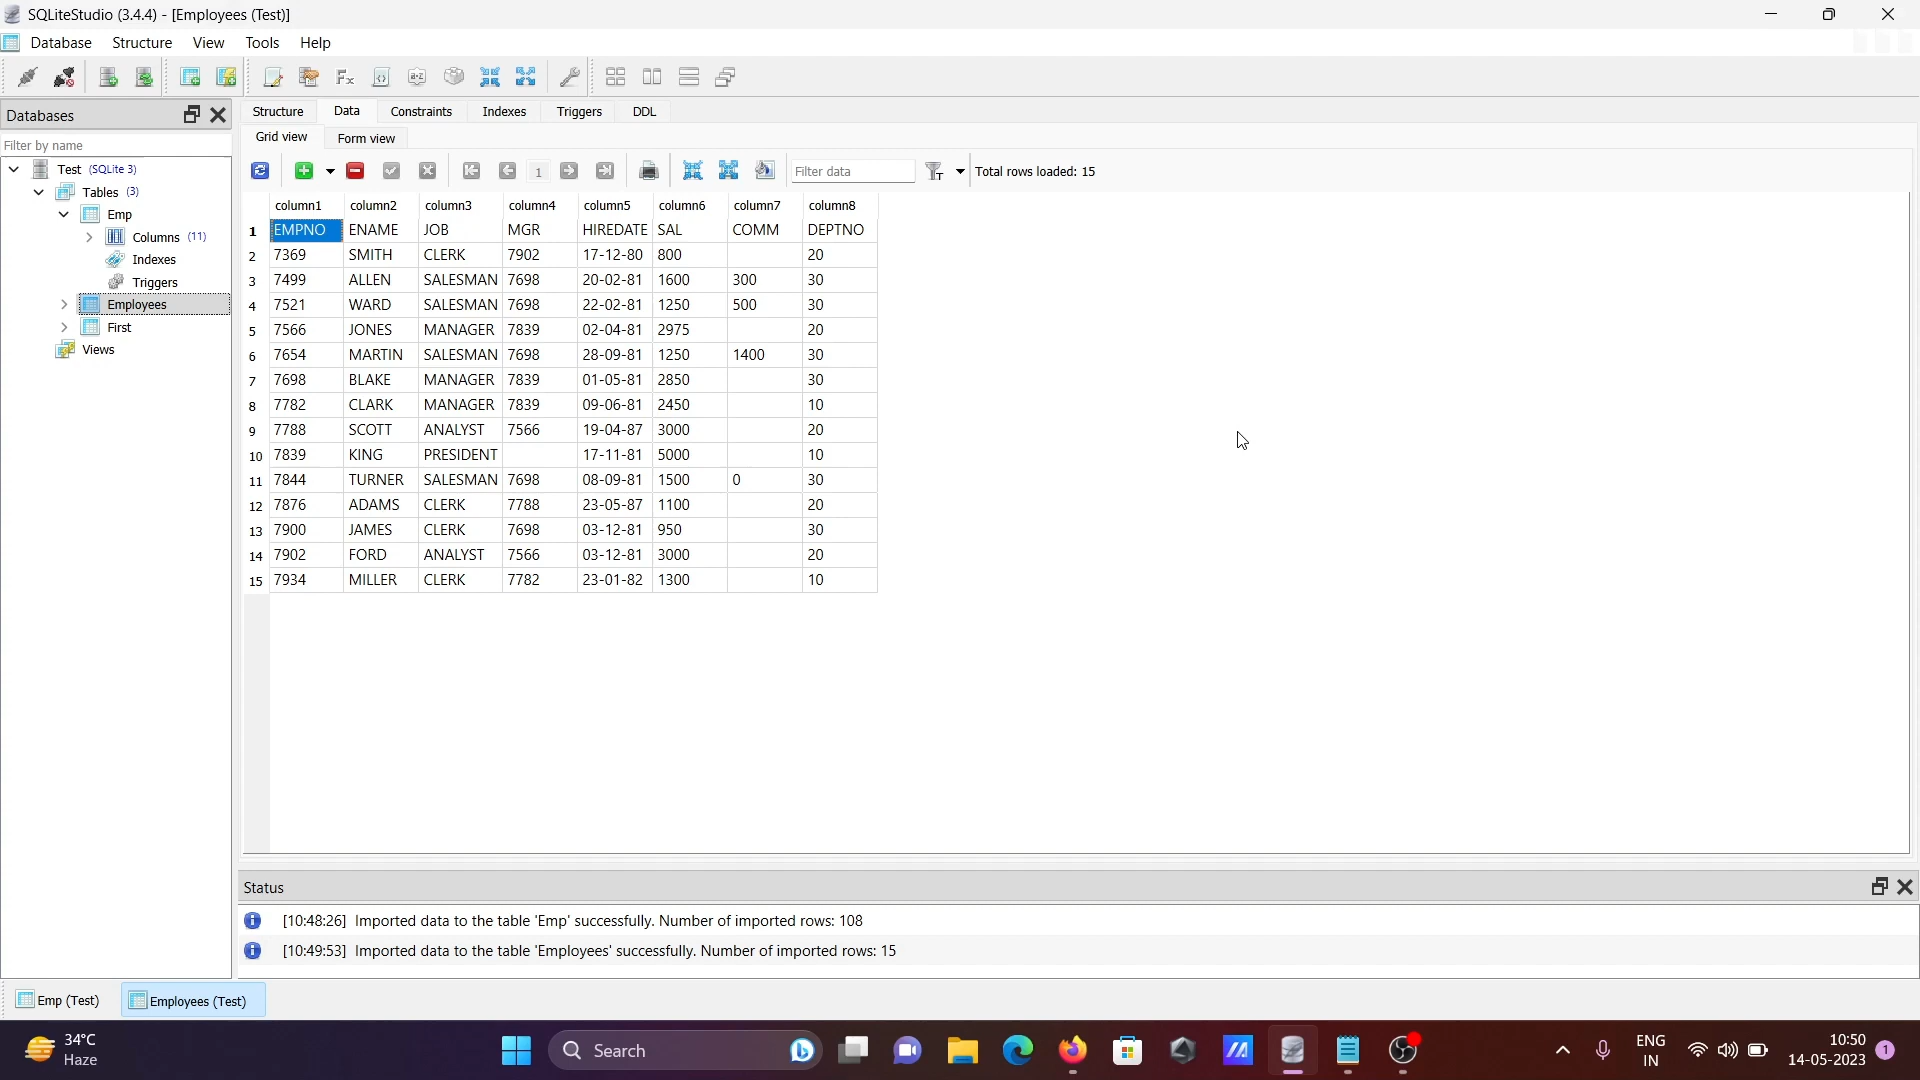 SQLiteStudio (3.4.4) - [Employees (Test)]
Database Structure View Tools Help
Databases
Filter by name
Test (SQLite 3)
Tables (3)
Emp
Columns (11)
Indexes
Triggers
Employees
First
Views
Structure Data Constraints Indexes Triggers DDL
Grid view Form view
1 Filter data Total rows loaded: 15
column1 column2 column3 column4 column5 column6 column7 column8
1 EMPNO ENAME JOB MGR HIREDATE SAL COMM DEPTNO
2 7369 SMITH CLERK 7902 17-12-80 800 20
3 7499 ALLEN SALESMAN 7698 20-02-81 1600 300 30
4 7521 WARD SALESMAN 7698 22-02-81 1250 500 30
5 7566 JONES MANAGER 7839 02-04-81 2975 20
6 7654 MARTIN SALESMAN 7698 28-09-81 1250 1400 30
7 7698 BLAKE MANAGER 7839 01-05-81 2850 30
8 7782 CLARK MANAGER 7839 09-06-81 2450 10
9 7788 SCOTT ANALYST 7566 19-04-87 3000 20
10 7839 KING PRESIDENT 17-11-81 5000 10
11 7844 TURNER SALESMAN 7698 08-09-81 1500 0 30
12 7876 ADAMS CLERK 7788 23-05-87 1100 20
13 7900 JAMES CLERK 7698 03-12-81 950 30
14 7902 FORD ANALYST 7566 03-12-81 3000 20
15 7934 MILLER CLERK 7782 23-01-82 1300 10
Status
[10:48:26] Imported data to the table 'Emp' successfully. Number of imported rows: 108
[10:49:53] Imported data to the table 'Employees' successfully. Number of imported rows: 15
Emp (Test) Employees (Test)
34°C
Haze
Search
ENG
IN
10:50
14-05-2023
1